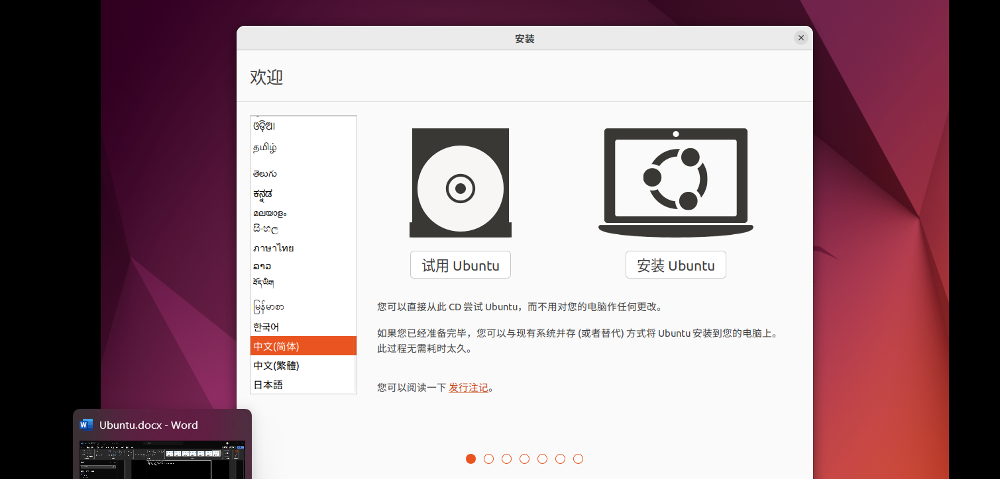 安装
欢迎
ଓଡ଼ିଆ
தமிழ்
తెలుగు
ಕನ್ನಡ
മലയാളം
සිංහල
ภาษาไทย
ລາວ
བོད་ཡིག
မြန်မာစာ
한국어
中文(简体)
中文(繁體)
日本語
试用 Ubuntu
安装 Ubuntu
您可以直接从此 CD 尝试 Ubuntu，而不用对您的电脑作任何更改。
如果您已经准备完毕，您可以与现有系统并存 (或者替代) 方式将 Ubuntu 安装到您的电脑上。
此过程无需耗时太久。
您可以阅读一下 发行注记。
Ubuntu.docx - Word